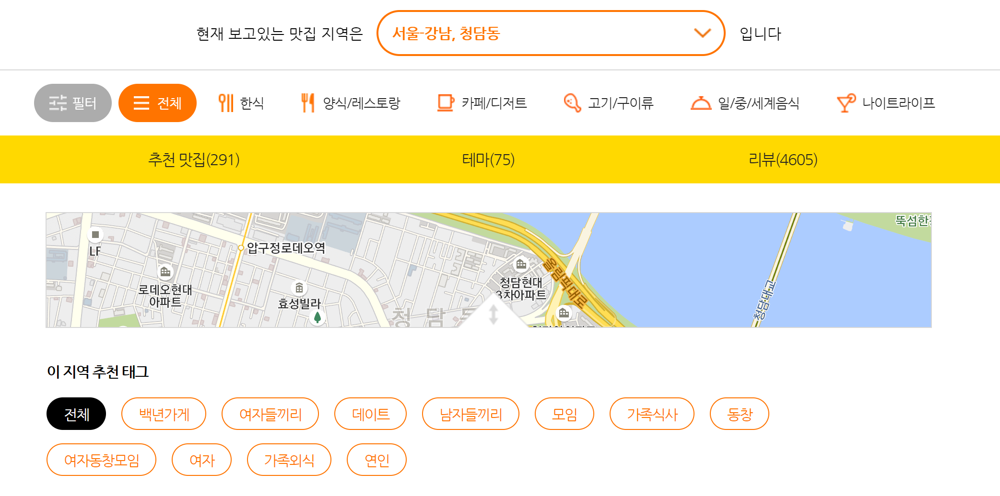 현재 보고있는 맛집 지역은 서울-강남, 청담동 입니다
필터 전체 한식 양식/레스토랑 카페/디저트 고기/구이류 일/중/세계음식 나이트라이프
추천 맛집(291) 테마(75) 리뷰(4605)
뚝섬한
LF
압구정로데오역
로데오현대
아파트
효성빌라
청담현대
3차아파트
올림픽대로
청담대교
청 담
이 지역 추천 태그
전체 백년가게 여자들끼리 데이트 남자들끼리 모임 가족식사 동창
여자동창모임 여자 가족외식 연인